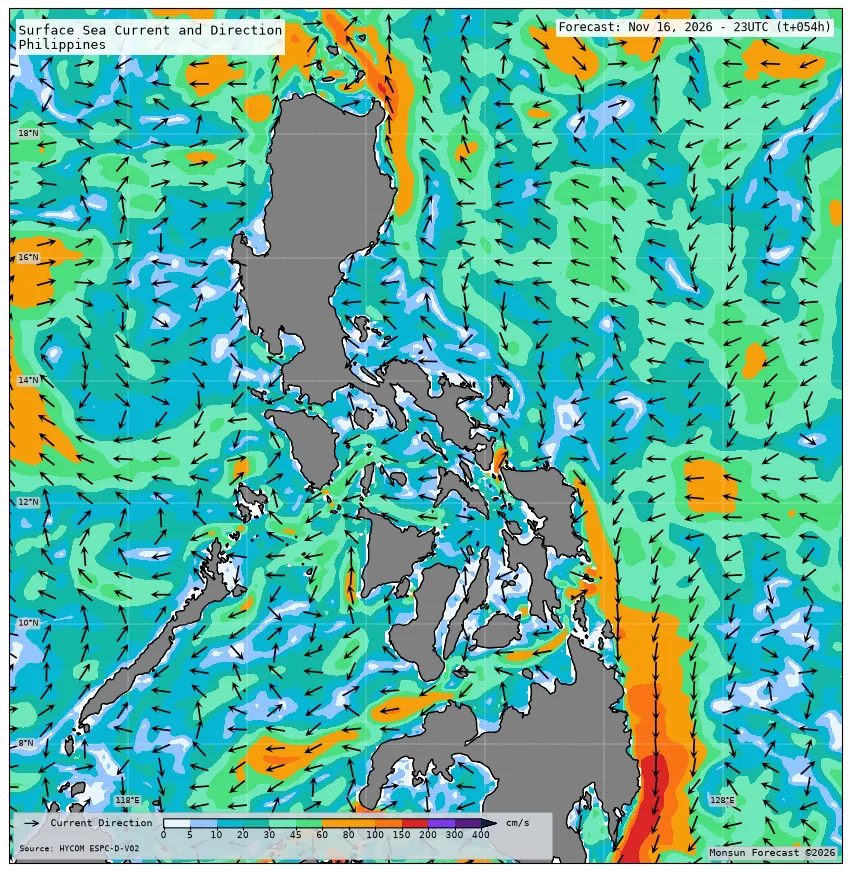 Surface Sea Current and Direction
Philippines
Forecast: Nov 16, 2026 - 23UTC (t+054h)
18°N
16°N
14°N
12°N
10°N
8°N
118°E
128°E
Current Direction
0 5 10 20 30 45 60 80 100 150 200 300 400
cm/s
Source: HYCOM ESPC-D-V02
Monsun Forecast ©2026